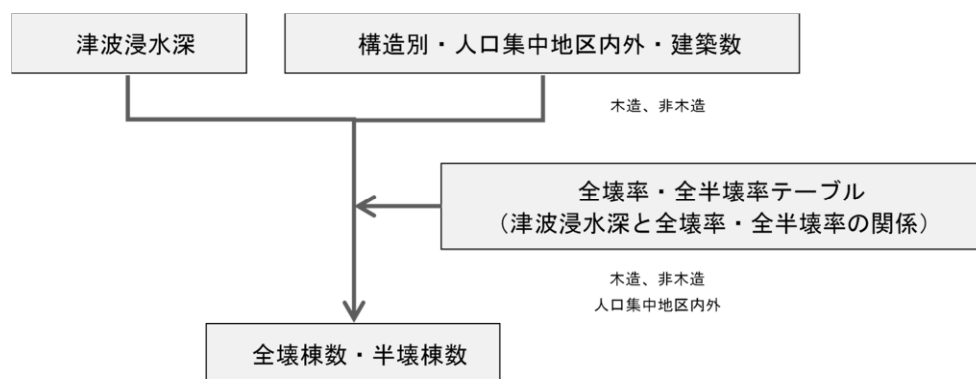 津波浸水深
構造別・人口集中地区内外・建築数
木造、非木造
全壊率・全半壊率テーブル
（津波浸水深と全壊率・全半壊率の関係）
木造、非木造
人口集中地区内外
全壊棟数・半壊棟数